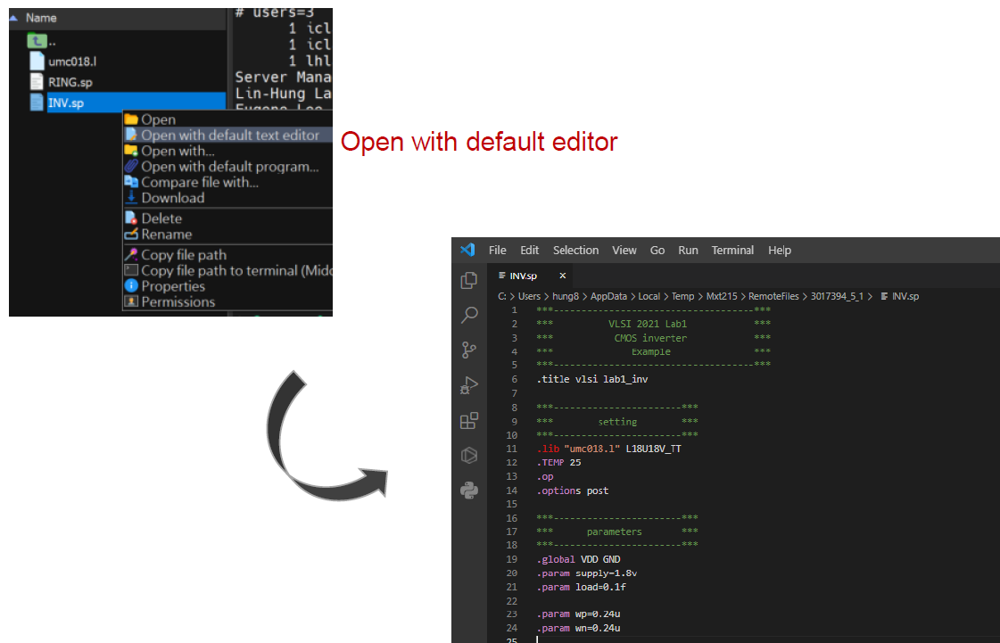 Name
# users=3
..
1 icl
umc018.l
1 icl
1 lhl
RING.sp
Server Mana
INV.sp
Lin-Hung La
Eugene Lee
Open
Open with default text editor
Open with...
Open with default program...
Compare file with...
Download
Delete
Rename
Copy file path
Copy file path to terminal (Midd
Properties
Permissions
Open with default editor
File Edit Selection View Go Run Terminal Help
INV.sp ×
C: > Users > hung8 > AppData > Local > Temp > Mxt215 > RemoteFiles > 3017394_5_1 > INV.sp
1 ***------------------------------------***
2 *** VLSI 2021 Lab1 ***
3 *** CMOS inverter ***
4 *** Example ***
5 ***------------------------------------***
6 .title vlsi lab1_inv
7
8 ***-----------------------***
9 *** setting ***
10 ***-----------------------***
11 .lib "umc018.l" L18U18V_TT
12 .TEMP 25
13 .op
14 .options post
15
16 ***-----------------------***
17 *** parameters ***
18 ***-----------------------***
19 .global VDD GND
20 .param supply=1.8v
21 .param load=0.1f
22
23 .param wp=0.24u
24 .param wn=0.24u
25